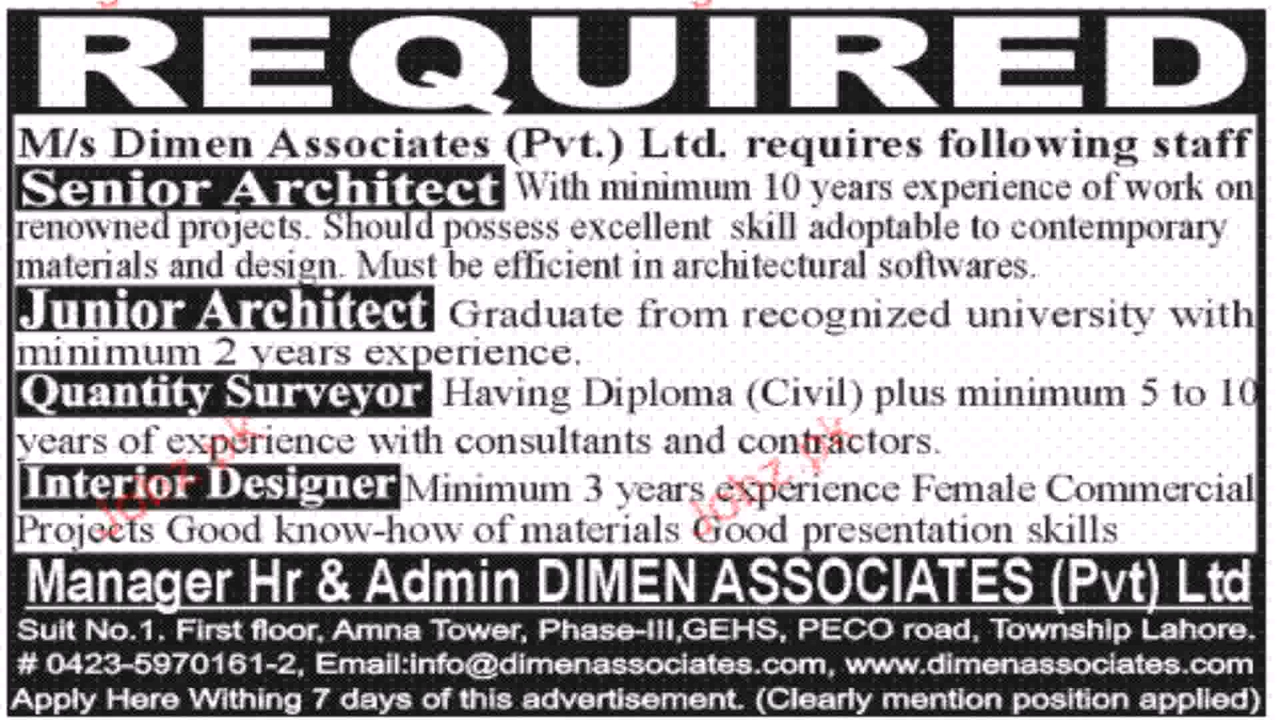 REQUIRED
M/s Dimen Associates (Pvt.) Ltd. requires following staff
Senior Architect With minimum 10 years experience of work on
renowned projects. Should possess excellent skill adoptable to contemporary
materials and design. Must be efficient in architectural softwares.
Junior Architect Graduate from recognized university with
minimum 2 years experience.
Quantity Surveyor Having Diploma (Civil) plus minimum 5 to 10
years of experience with consultants and contractors.
Interior Designer Minimum 3 years experience Female Commercial
Projects Good know-how of materials Good presentation skills
Manager Hr & Admin DIMEN ASSOCIATES (Pvt) Ltd
Suit No.1, First floor, Amna Tower, Phase-III,GEHS, PECO road, Township Lahore.
# 0423-5970161-2, Email:info@dimenassociates.com, www.dimenassociates.com
Apply Here Withing 7 days of this advertisement. (Clearly mention position applied)
Jobz.pk
Jobz.pk